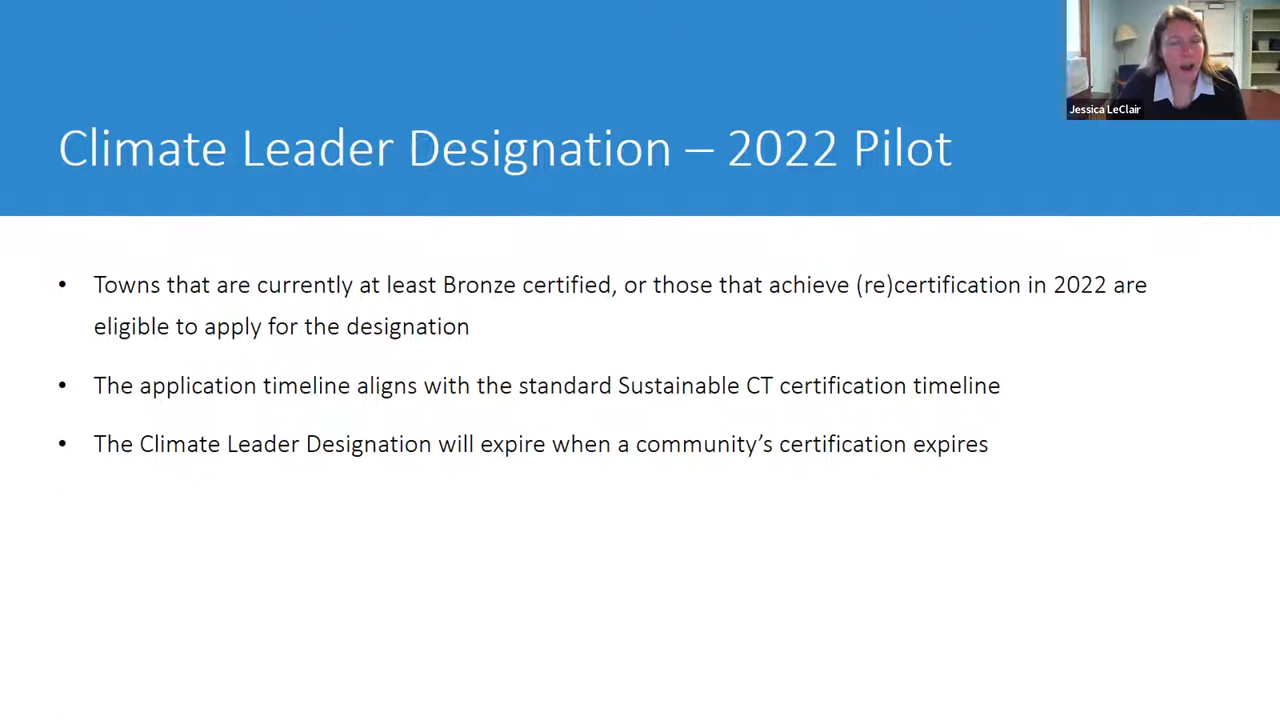 Jessica LeClair
Climate Leader Designation – 2022 Pilot
• Towns that are currently at least Bronze certified, or those that achieve (re)certification in 2022 are
eligible to apply for the designation
• The application timeline aligns with the standard Sustainable CT certification timeline
• The Climate Leader Designation will expire when a community’s certification expires